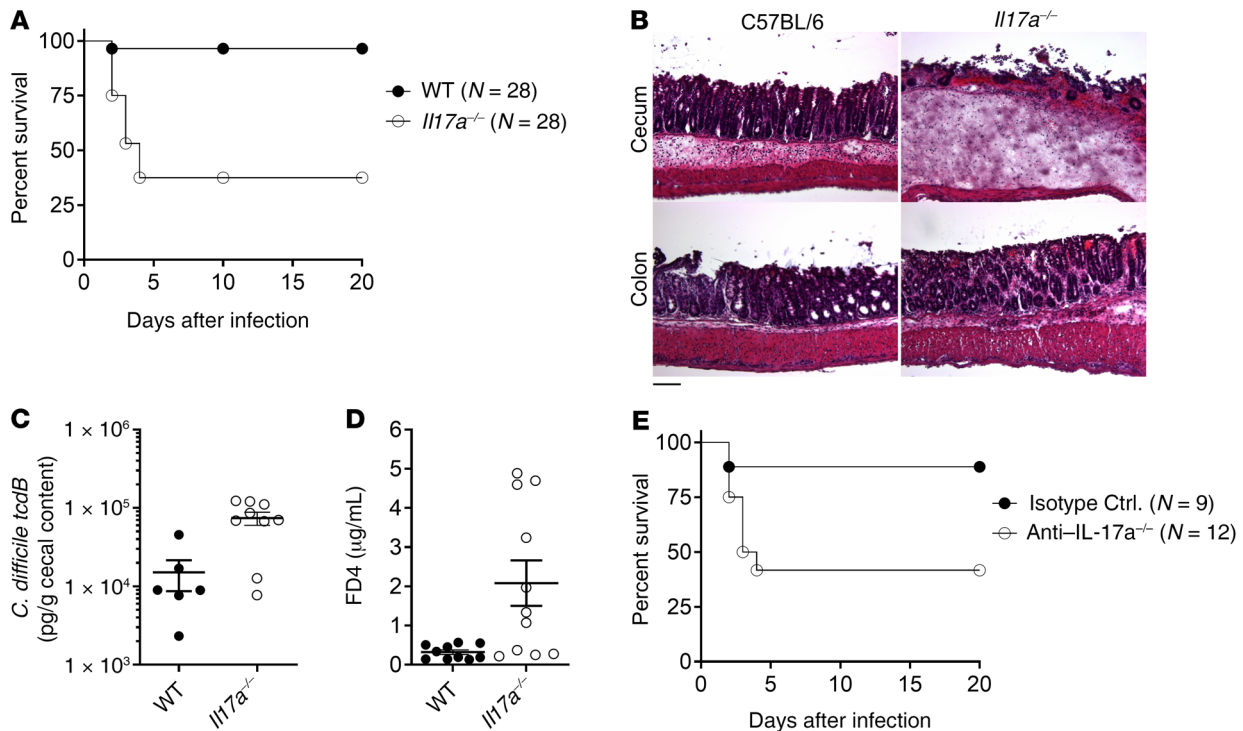 A
Percent survival
100
75
50
25
0
0 5 10 15 20
Days after infection
WT (N = 28)
Il17a–/– (N = 28)
B
C57BL/6 Il17a–/–
Cecum
Colon
C
C. difficile tcdB
(pg/g cecal content)
1 × 10⁶
1 × 10⁵
1 × 10⁴
1 × 10³
WT Il17a-/-
D
FD4 (μg/mL)
6
5
4
3
2
1
0
WT Il17a-/-
E
Percent survival
100
75
50
25
0
0 5 10 15 20
Days after infection
Isotype Ctrl. (N = 9)
Anti–IL-17a–/– (N = 12)